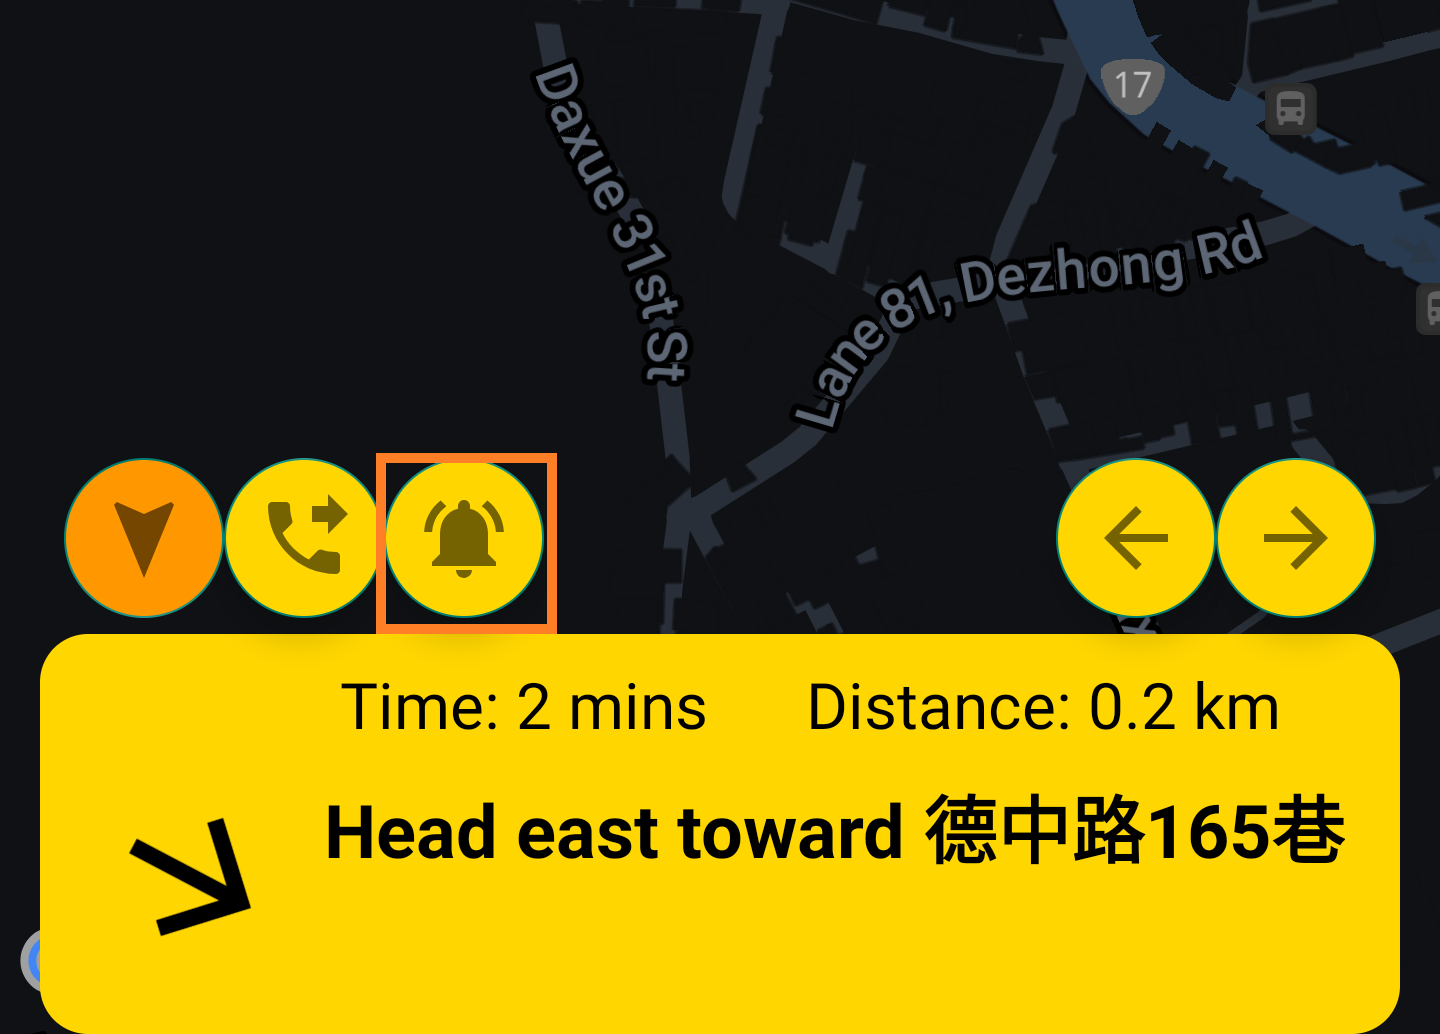 17
Daxue 31st St
Lane 81, Dezhong Rd
Time: 2 mins
Distance: 0.2 km
Head east toward 德中路165巷